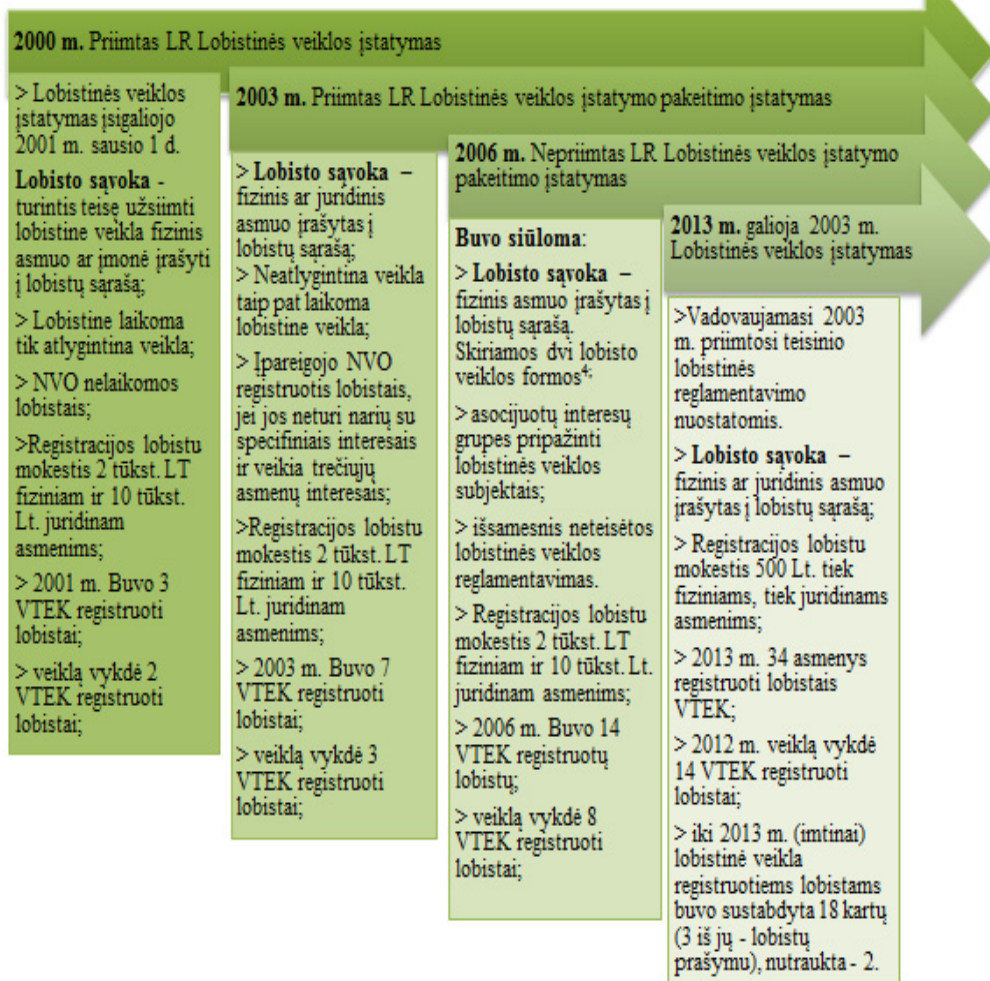 2000 m. Priimtas LR Lobistinės veiklos įstatymas
> Lobistinės veiklos
įstatymas įsigaliojo
2001 m. sausio 1 d.
Lobisto sąvoka -
turintis teisę užsiimti
lobistine veikla fizinis
asmuo ar įmonė įrašyti
į lobistų sąrašą;
> Lobistine laikoma
tik atlygintina veikla;
> NVO nelaikomos
lobistais;
>Registracijos lobistu
mokestis 2 tūkst. LT
fiziniam ir 10 tūkst.
Lt. juridinam
asmenims;
> 2001 m. Buvo 3
VTEK registruoti
lobistai;
> veiklą vykdė 2
VTEK registruoti
lobistai;
2003 m. Priimtas LR Lobistinės veiklos įstatymo pakeitimo įstatymas
> Lobisto sąvoka –
fizinis ar juridinis
asmuo įrašytas į
lobistų sąrašą;
> Neatlygintina veikla
taip pat laikoma
lobistine veikla;
> Įpareigojo NVO
registruotis lobistais,
jei jos neturi narių su
specifiniais interesais
ir veikia trečiųjų
asmenų interesais;
>Registracijos lobistu
mokestis 2 tūkst. LT
fiziniam ir 10 tūkst.
Lt. juridinam
asmenims;
> 2003 m. Buvo 7
VTEK registruoti
lobistai;
> veiklą vykdė 3
VTEK registruoti
lobistai;
2006 m. Nepriimtas LR Lobistinės veiklos įstatymo
pakeitimo įstatymas
Buvo siūloma:
> Lobisto sąvoka –
fizinis asmuo įrašytas į
lobistų sąrašą.
Skiriamos dvi lobisto
veiklos formos⁴;
> asocijuotų interesų
grupes pripažinti
lobistinės veiklos
subjektais;
> išsamesnis neteisėtos
lobistinės veiklos
reglamentavimas.
> Registracijos lobistu
mokestis 2 tūkst. LT
fiziniam ir 10 tūkst. Lt.
juridinam asmenims;
> 2006 m. Buvo 14
VTEK registruotų
lobistų;
> veiklą vykdė 8
VTEK registruoti
lobistai;
2013 m. galioja 2003 m.
Lobistinės veiklos įstatymas
>Vadovaujamasi 2003
m. priimtosi teisinio
lobistinės
reglamentavimo
nuostatomis.
> Lobisto sąvoka –
fizinis ar juridinis asmuo
įrašytas į lobistų sąrašą;
> Registracijos lobistu
mokestis 500 Lt. tiek
fiziniams, tiek juridinams
asmenims;
> 2013 m. 34 asmenys
registruoti lobistais
VTEK;
> 2012 m. veiklą vykdė
14 VTEK registruoti
lobistai;
> iki 2013 m. (imtinai)
lobistinė veikla
registruotiems lobistams
buvo sustabdyta 18 kartų
(3 iš jų - lobistų
prašymu), nutraukta - 2.